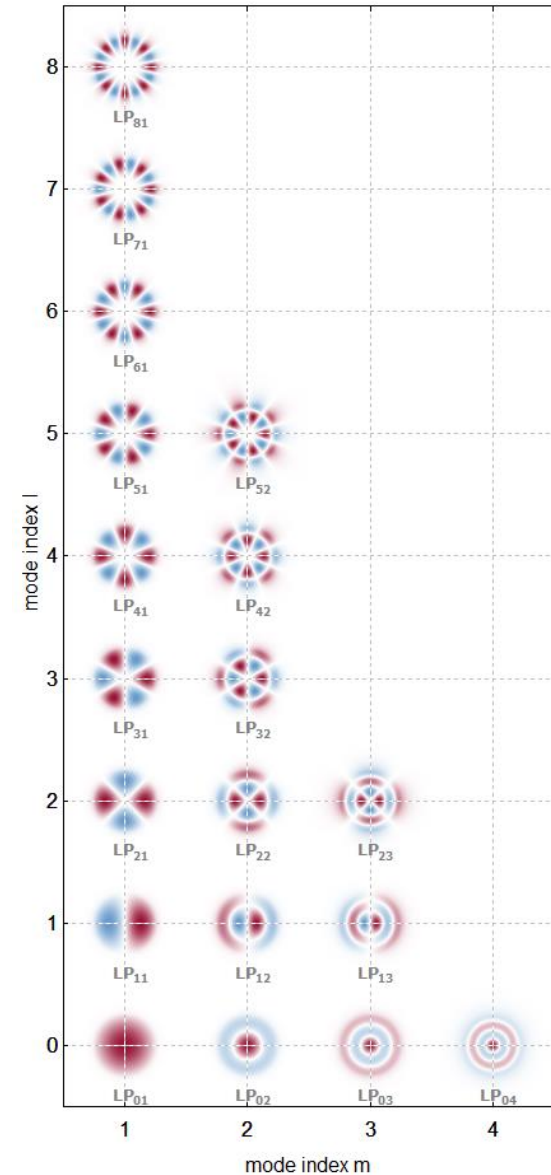 8
LP81
7
LP71
6
LP61
5
LP51 LP52
4
LP41 LP42
3
LP31 LP32
2
LP21 LP22 LP23
1
LP11 LP12 LP13
0
LP01 LP02 LP03 LP04
1 2 3 4
mode index l
mode index m